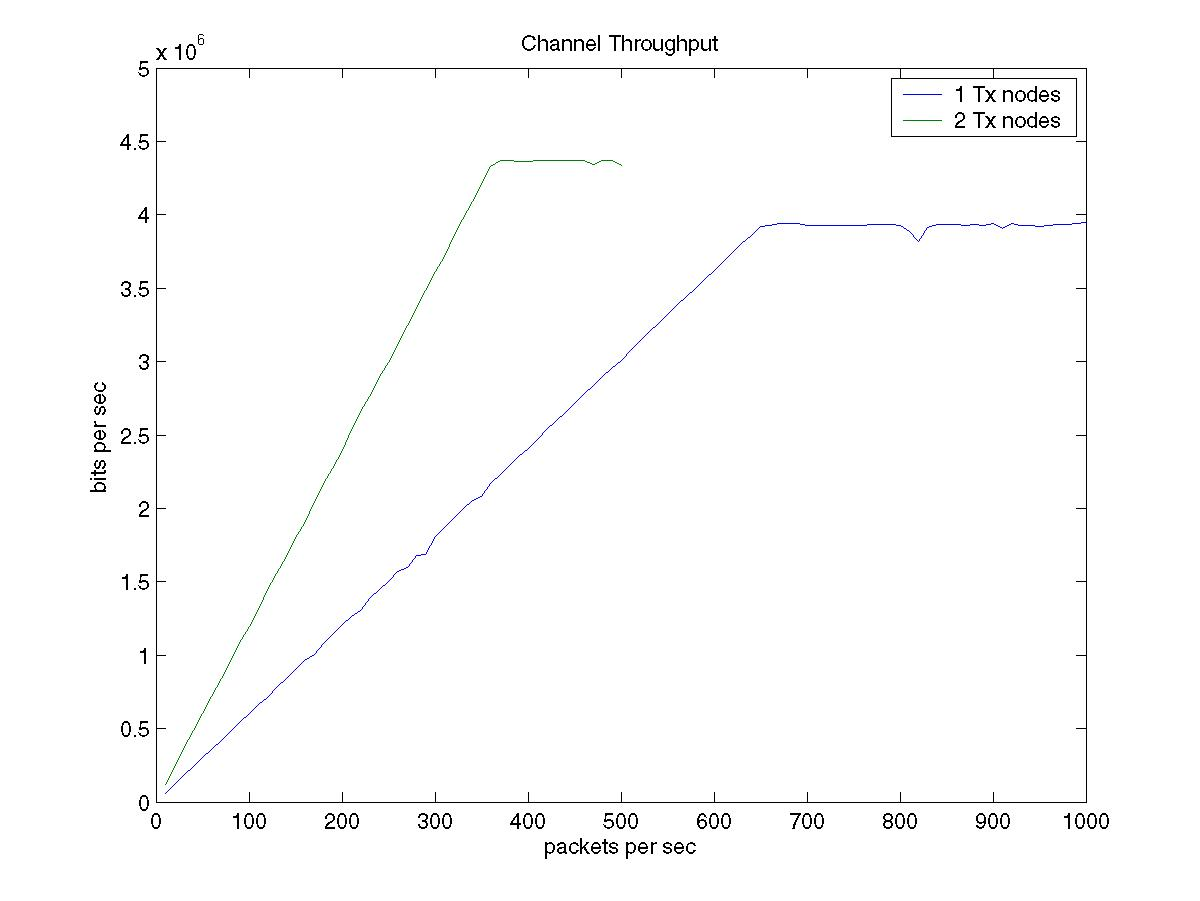 Channel Throughput
x 10^6
5
4.5
4
3.5
3
2.5
2
1.5
1
0.5
0
bits per sec
1 Tx nodes
2 Tx nodes
0 100 200 300 400 500 600 700 800 900 1000
packets per sec